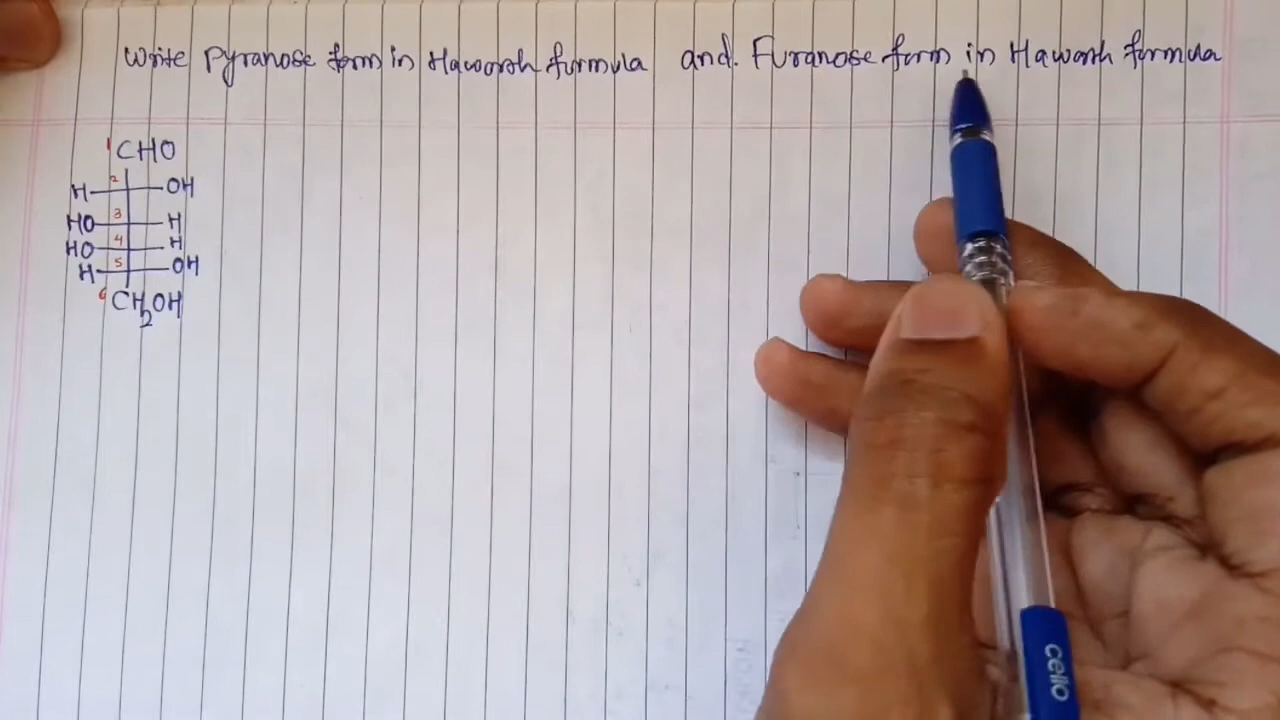 Write Pyranose form in Haworth formula and. Furanose form in Haworth formula
1 CHO
H 2 OH
HO 3 H
HO 4 H
H 5 OH
6 CH2OH
cello